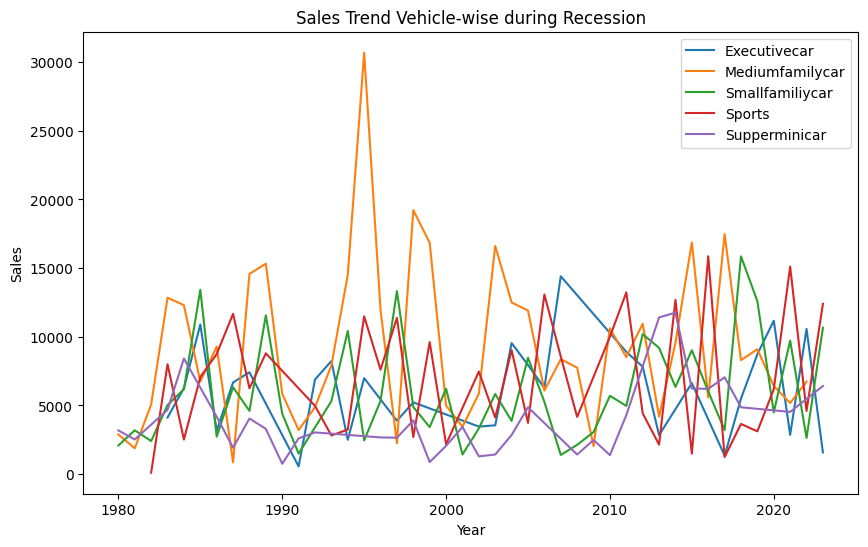 Sales Trend Vehicle-wise during Recession
Executivecar
Mediumfamilycar
Smallfamiliycar
Sports
Supperminicar
30000
25000
20000
15000
10000
5000
0
Sales
1980
1990
2000
2010
2020
Year